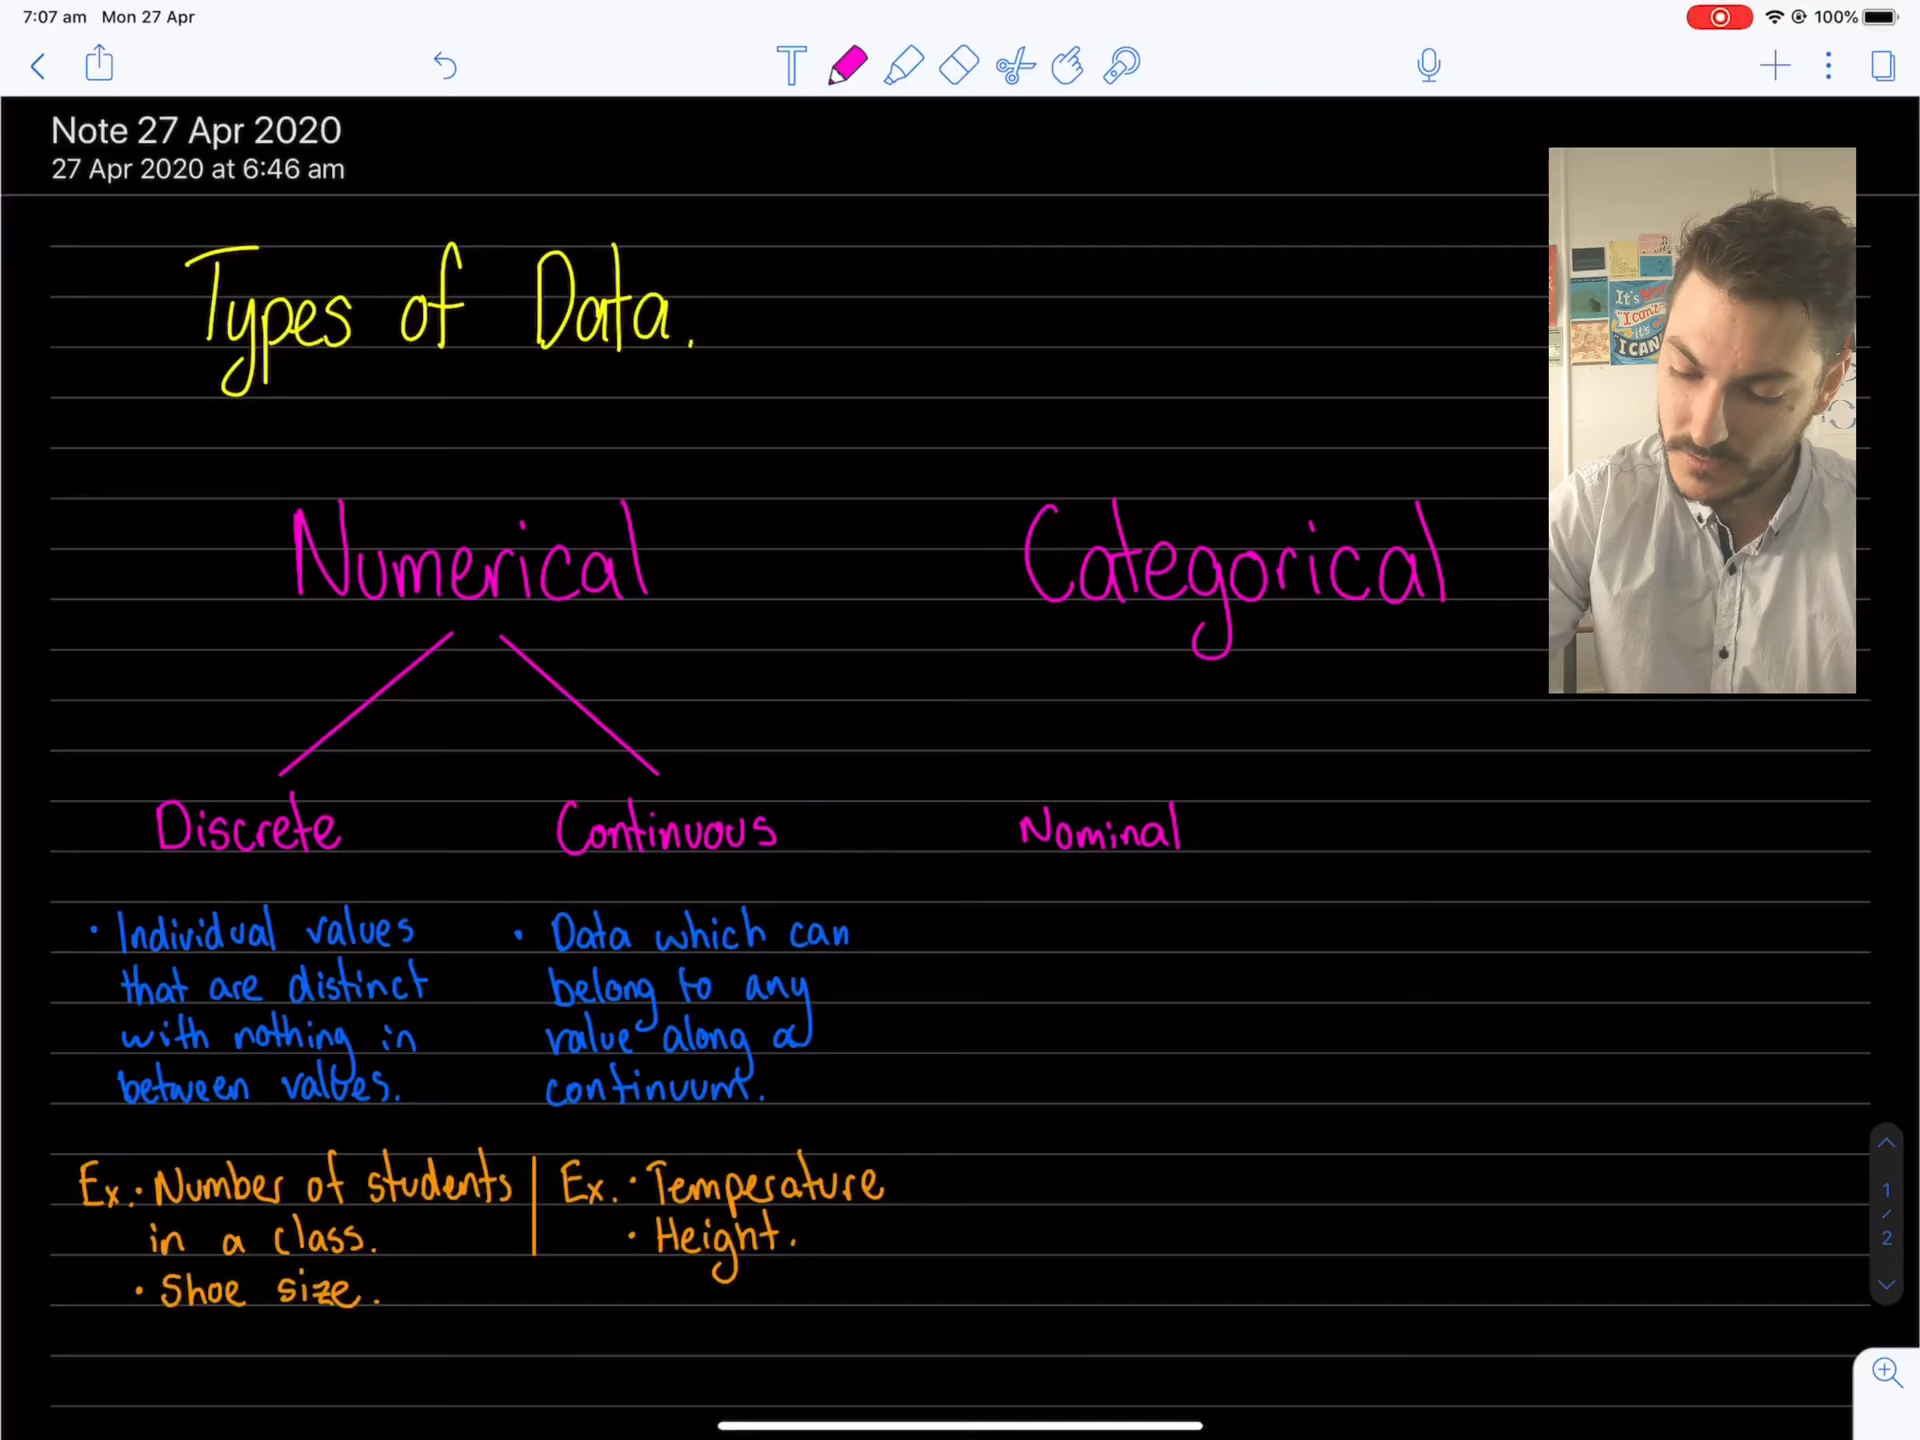 7:07 am Mon 27 Apr
100%
Note 27 Apr 2020
27 Apr 2020 at 6:46 am
Types of Data.
It's
"I can't"
it's
"I CAN
Numerical
Categorical
Discrete
Continuous
Nominal
• Individual values
that are distinct
with nothing in
between values.
• Data which can
belong to any
value along a
continuum.
Ex. • Number of students
in a class.
• Shoe size.
Ex. • Temperature
• Height.
1
/
2